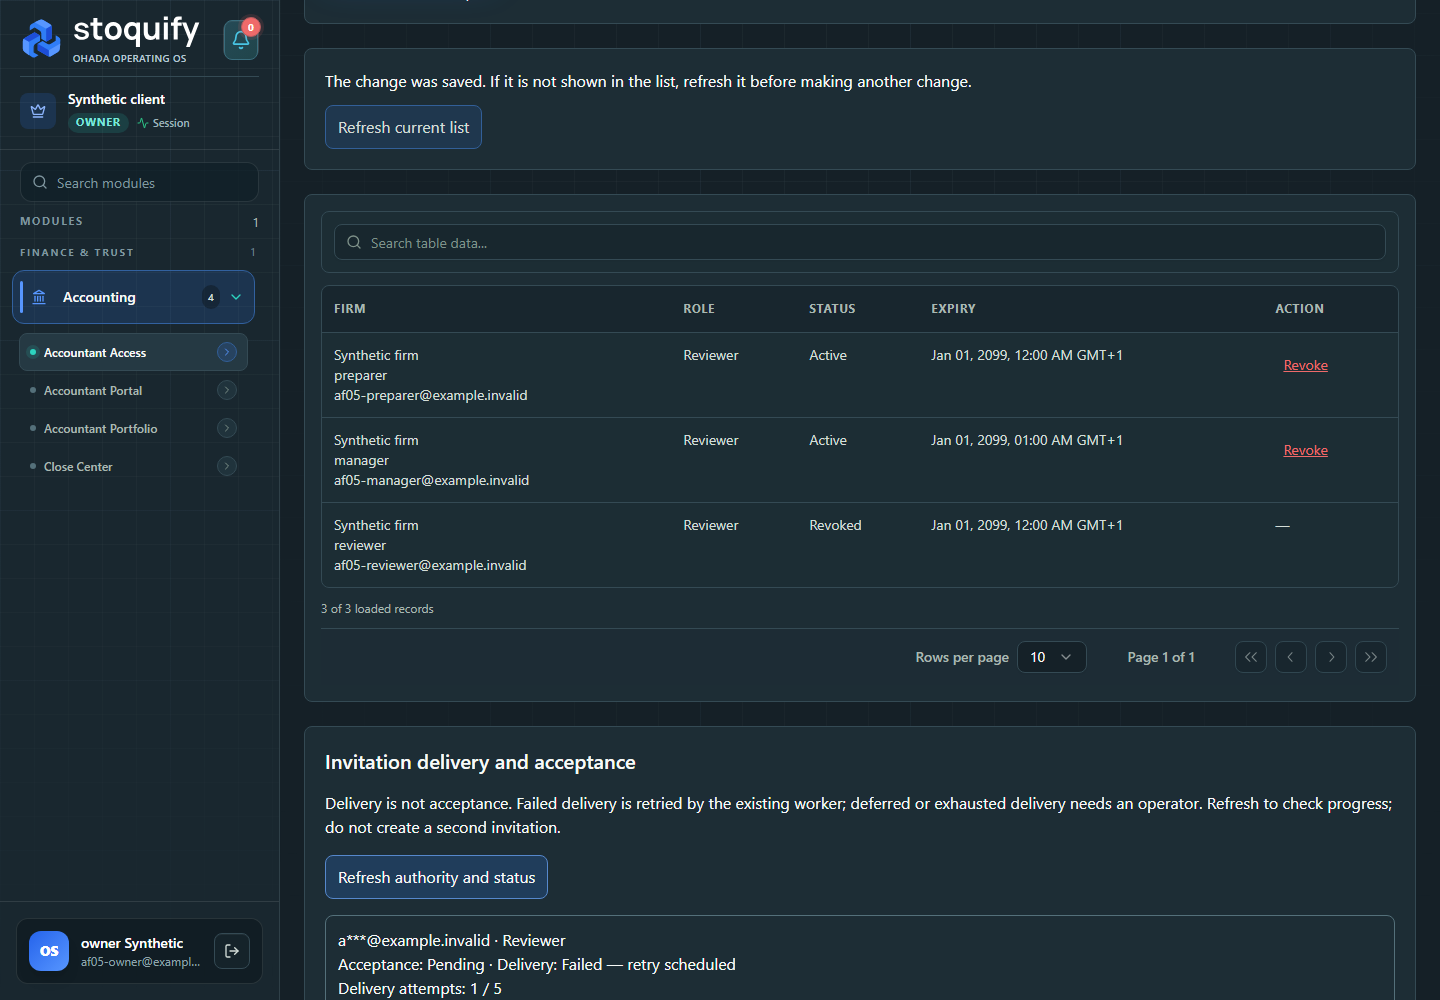 stoquify
OHADA OPERATING OS
0
Synthetic client
OWNER
Session
Search modules
MODULES
1
FINANCE & TRUST
1
Accounting
4
Accountant Access
Accountant Portal
Accountant Portfolio
Close Center
OS
owner Synthetic
af05-owner@exampl...
The change was saved. If it is not shown in the list, refresh it before making another change.
Refresh current list
Search table data...
FIRM ROLE STATUS EXPIRY ACTION
Synthetic firm Reviewer Active Jan 01, 2099, 12:00 AM GMT+1 Revoke
preparer
af05-preparer@example.invalid
Synthetic firm Reviewer Active Jan 01, 2099, 01:00 AM GMT+1 Revoke
manager
af05-manager@example.invalid
Synthetic firm Reviewer Revoked Jan 01, 2099, 12:00 AM GMT+1 —
reviewer
af05-reviewer@example.invalid
3 of 3 loaded records
Rows per page 10 Page 1 of 1
Invitation delivery and acceptance
Delivery is not acceptance. Failed delivery is retried by the existing worker; deferred or exhausted delivery needs an operator. Refresh to check progress;
do not create a second invitation.
Refresh authority and status
a***@example.invalid · Reviewer
Acceptance: Pending · Delivery: Failed — retry scheduled
Delivery attempts: 1 / 5